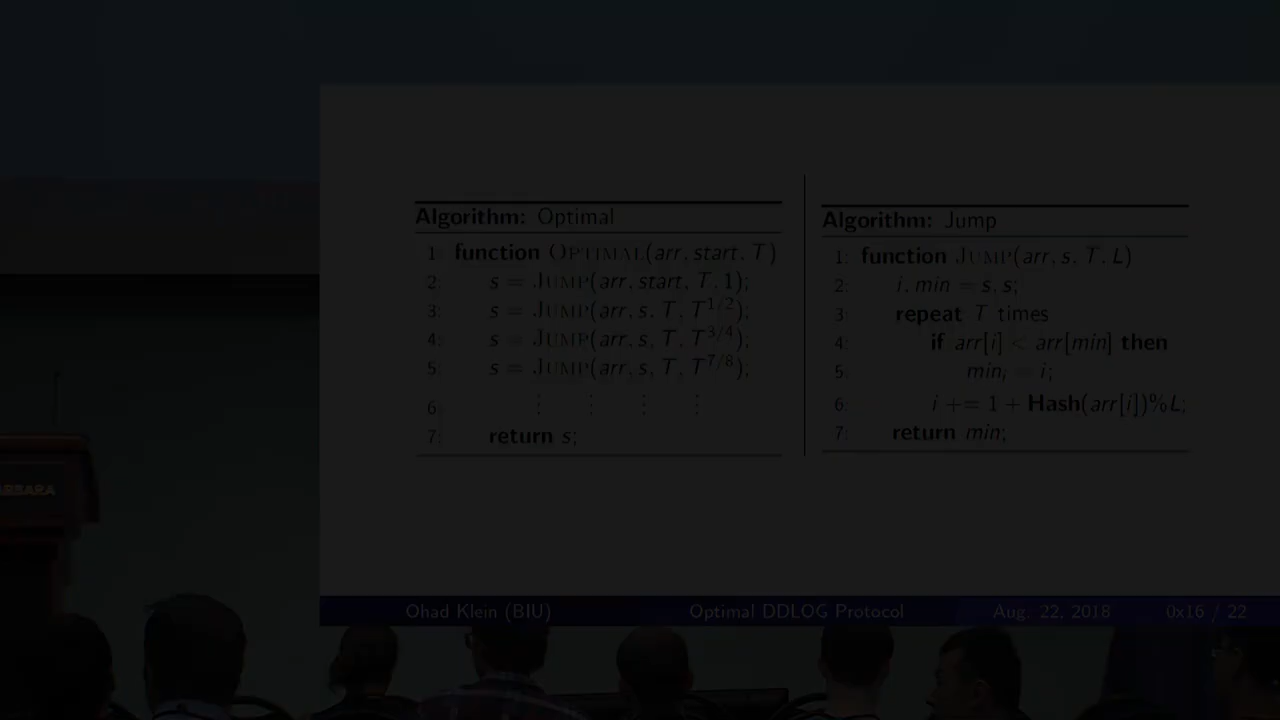 Algorithm: Optimal
1: function OPTIMAL(arr, start, T)
2: s = JUMP(arr, start, T, 1);
3: s = JUMP(arr, s, T, T^{1/2});
4: s = JUMP(arr, s, T, T^{3/4});
5: s = JUMP(arr, s, T, T^{7/8});
6: ⋮ ⋮ ⋮ ⋮
7: return s;
Algorithm: Jump
1: function JUMP(arr, s, T, L)
2: i, min = s, s;
3: repeat T times
4: if arr[i] < arr[min] then
5: min, = i;
6: i += 1 + Hash(arr[i])%L;
7: return min;
RBARA
Ohad Klein (BIU) Optimal DDLOG Protocol Aug. 22, 2018 0x16 / 22